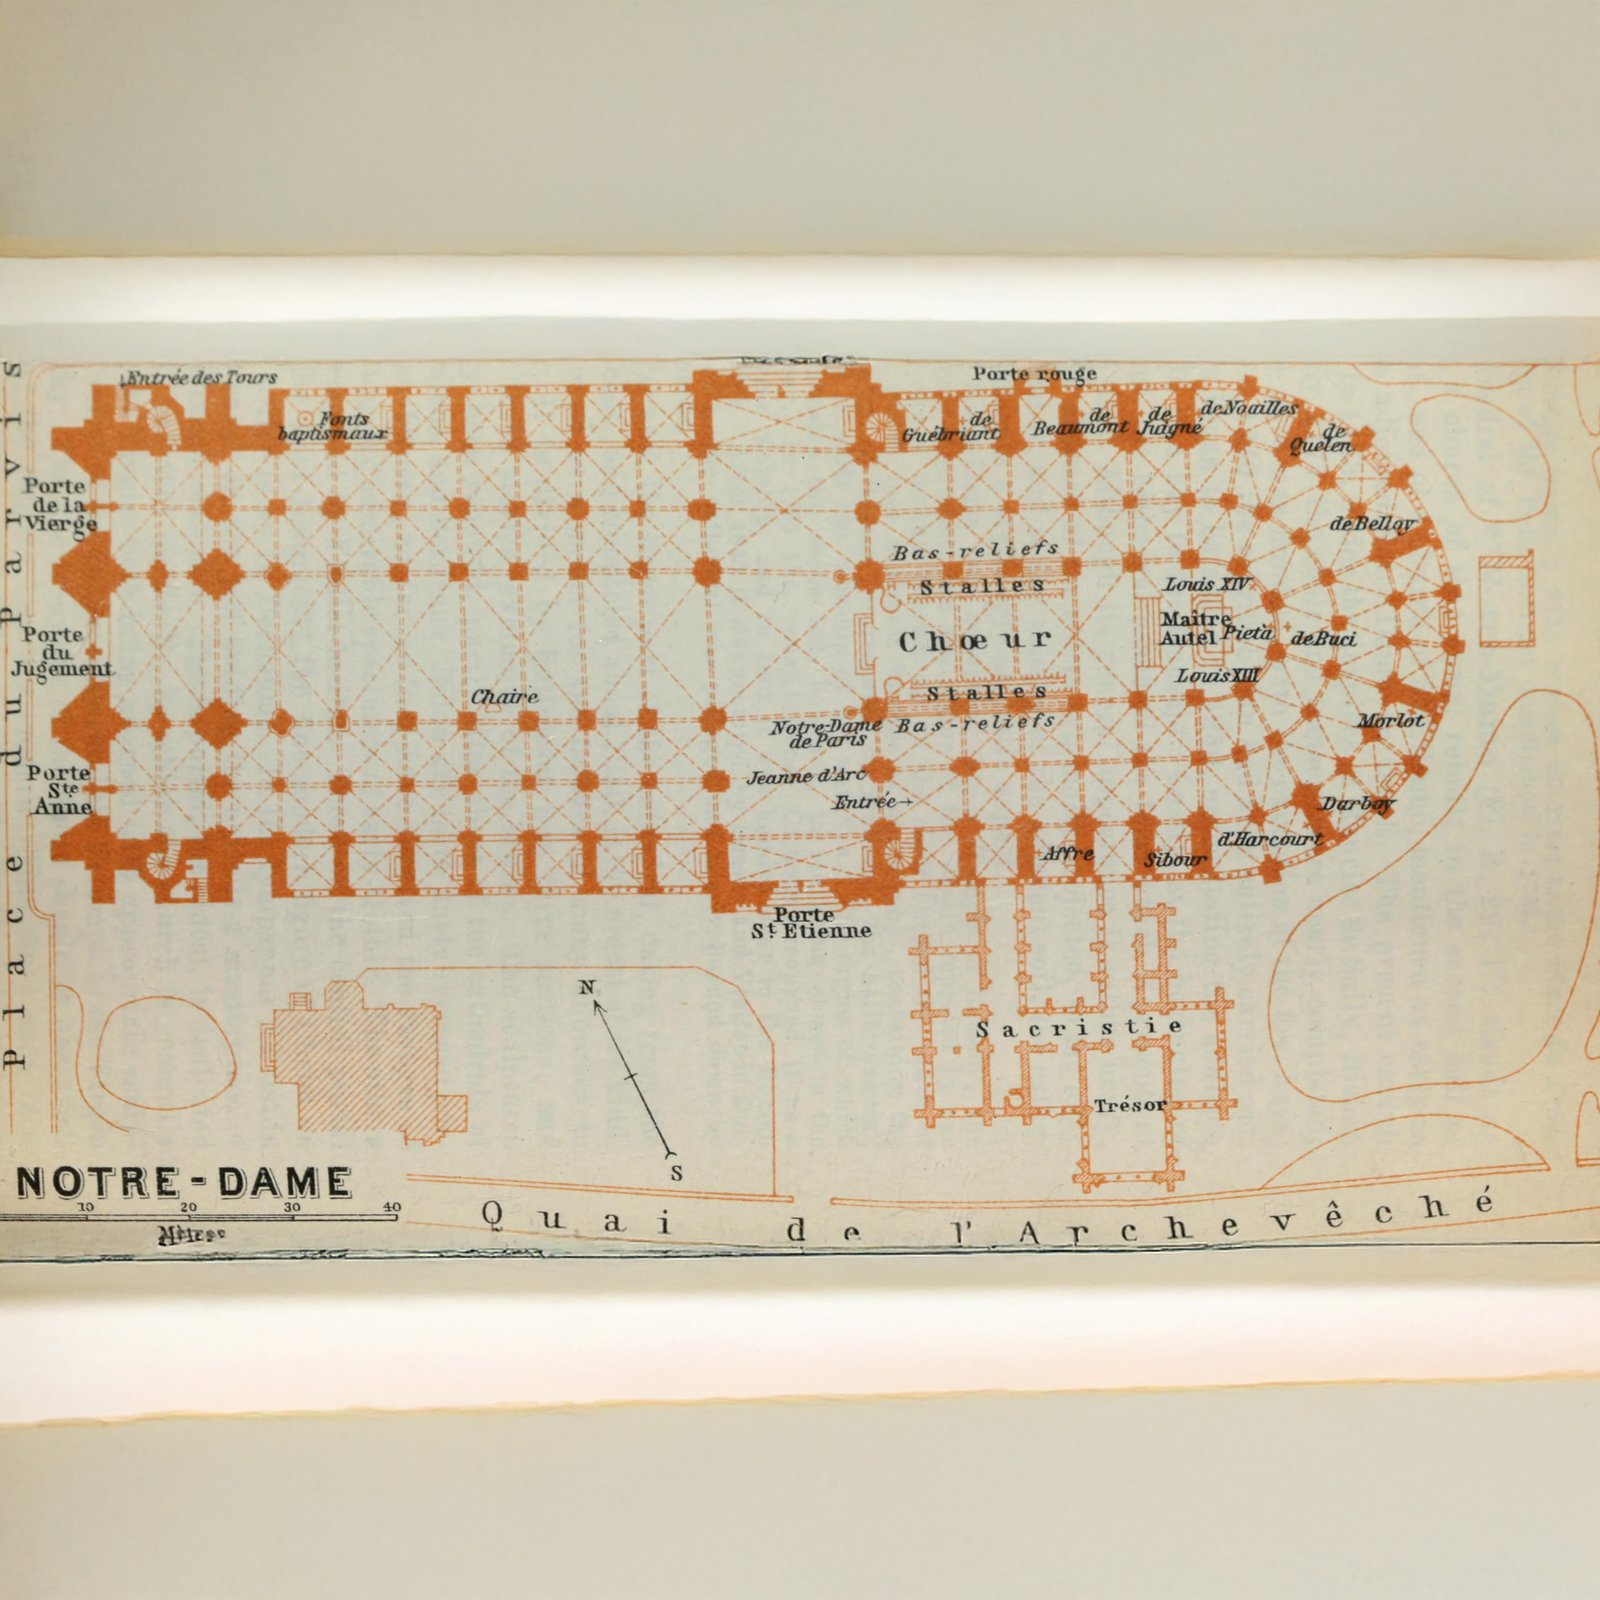 Entrée des Tours
Porte rouge
Fonts
baptismaux
de
Guébriant
de
Beaumont
de
Juigné
de Noailles
de
Quélen
Porte
de la
Vierge
de Belloy
Bas-reliefs
Stalles
Louis XIV
Chœur
Maître
Autel
Pietà
de Buci
Porte
du
Jugement
Louis XIII
Stalles
Chaire
Notre-Dame
de Paris
Bas-reliefs
Morlot
Porte
Ste
Anne
Jeanne d'Arc
Entrée
Darboy
d'Harcourt
Affre
Sibour
Porte
St. Etienne
Place du Parvis
N
S
Sacristie
Trésor
NOTRE-DAME
10 20 30 40
Quai de l'Archevêché